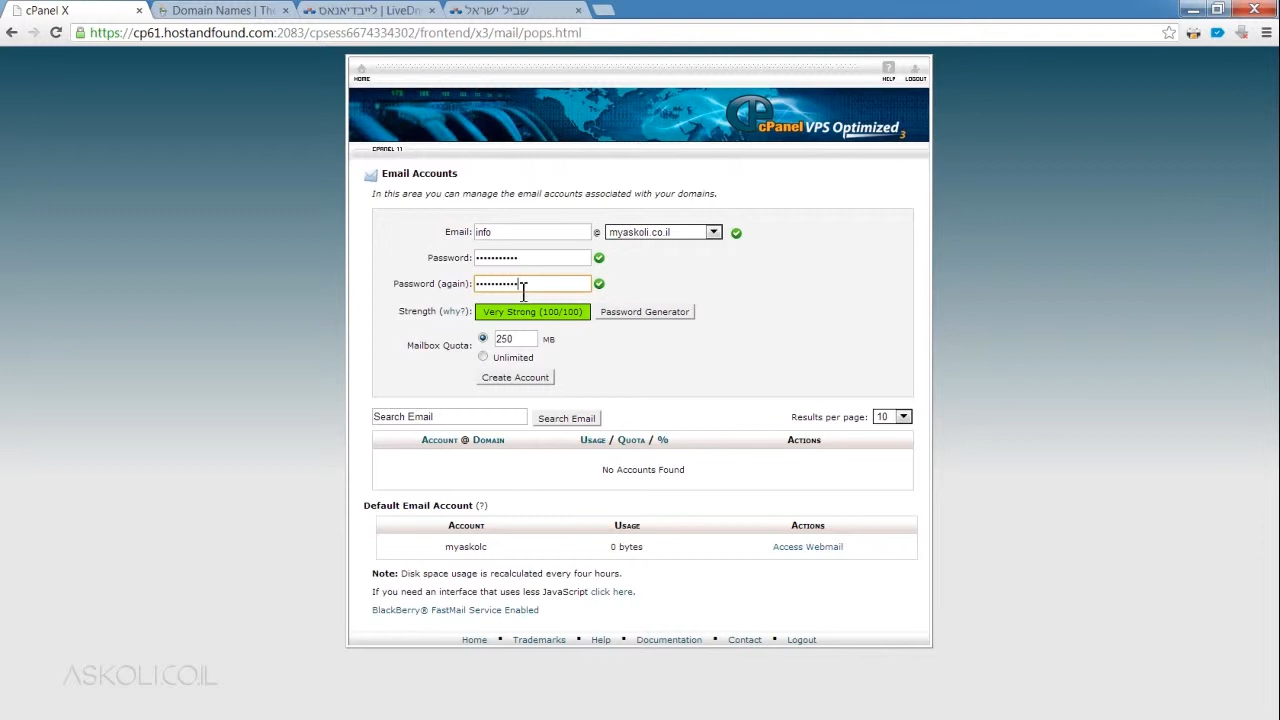 cPanel X
Domain Names | The
לייבדיאנאס | LiveDn
שביל ישראל
https://cp61.hostandfound.com:2083/cpsess6674334302/frontend/x3/mail/pops.html
HOME
HELP
LOGOUT
cPanel VPS Optimized 3
CPANEL 11
Email Accounts
In this area you can manage the email accounts associated with your domains.
Email: info @ myaskoli.co.il
Password: •••••••••••
Password (again): •••••••••••
Strength (why?): Very Strong (100/100) Password Generator
Mailbox Quota: 250 MB
Unlimited
Create Account
Search Email Search Email Results per page: 10
Account @ Domain Usage / Quota / % Actions
No Accounts Found
Default Email Account (?)
Account Usage Actions
myaskolc 0 bytes Access Webmail
Note: Disk space usage is recalculated every four hours.
If you need an interface that uses less JavaScript click here.
BlackBerry® FastMail Service Enabled
Home ▪ Trademarks ▪ Help ▪ Documentation ▪ Contact ▪ Logout
ASKOLI.CO.IL